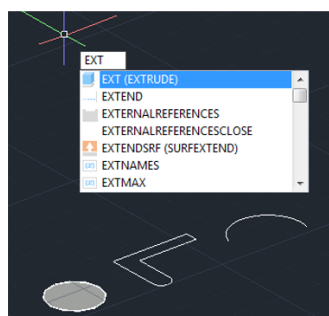 EXT
EXT (EXTRUDE)
EXTEND
EXTERNALREFERENCES
EXTERNALREFERENCESCLOSE
EXTENDSRF (SURFEXTEND)
EXTNAMES
EXTMAX